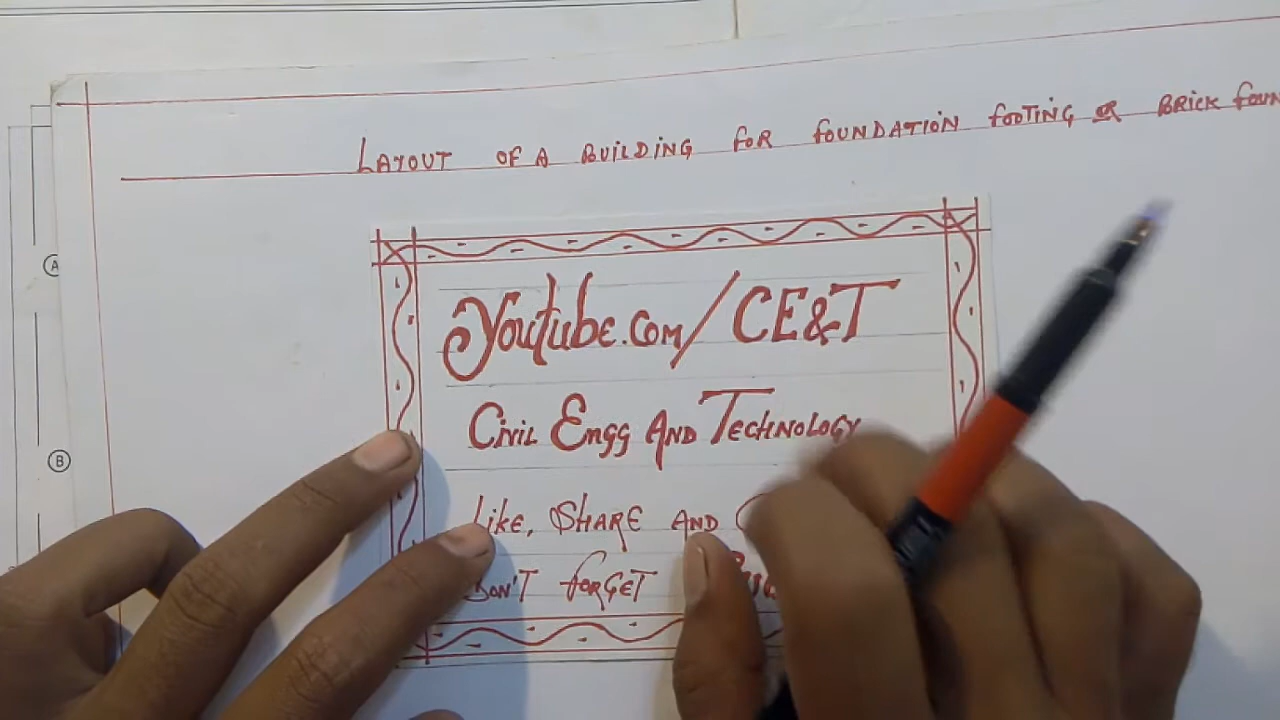 LAYOUT OF A BUILDING FOR FOUNDATION FOOTING OR BRICK
Youtube.com/CE&T
Civil Engg AND TECHNOLOGY
Like, SHARE AND
DON'T FORGET
A
B